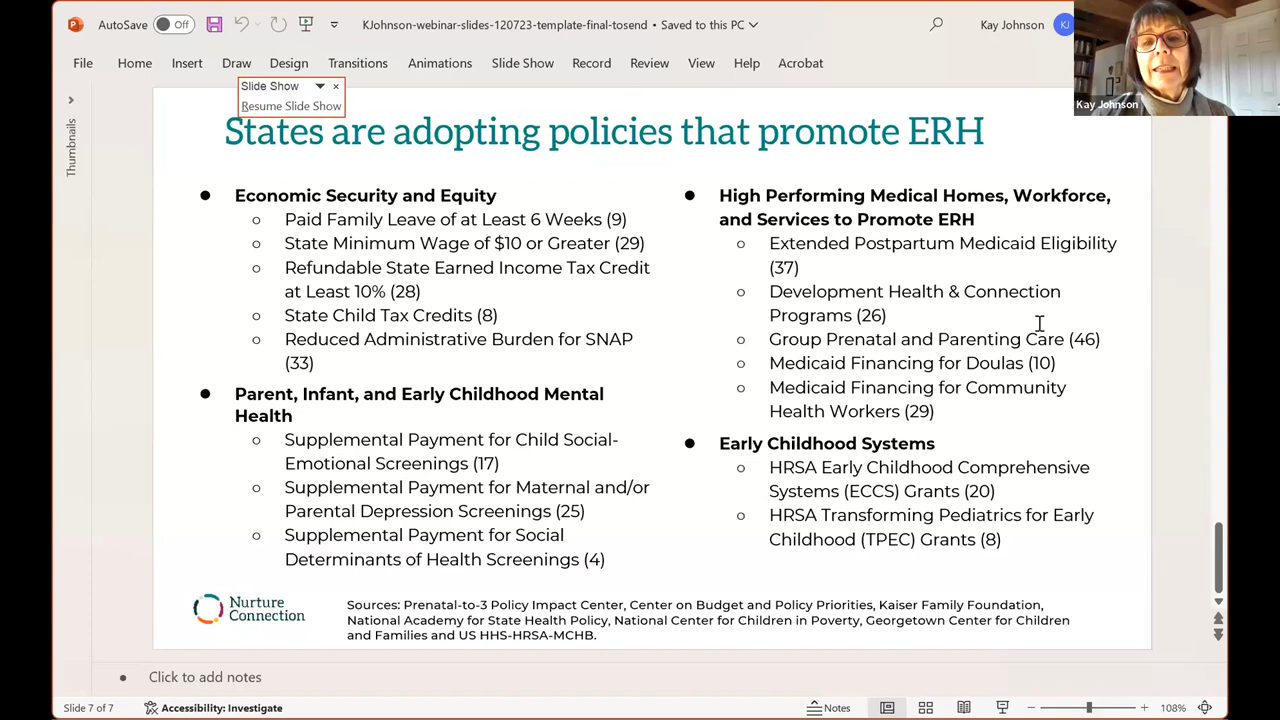 AutoSave Off KJohnson-webinar-slides-120723-template-final-tosend • Saved to this PC Kay Johnson KJ
File Home Insert Draw Design Transitions Animations Slide Show Record Review View Help Acrobat
Kay Johnson
Slide Show
Resume Slide Show
Thumbnails
States are adopting policies that promote ERH
● Economic Security and Equity
○ Paid Family Leave of at Least 6 Weeks (9)
○ State Minimum Wage of $10 or Greater (29)
○ Refundable State Earned Income Tax Credit
at Least 10% (28)
○ State Child Tax Credits (8)
○ Reduced Administrative Burden for SNAP
(33)
● Parent, Infant, and Early Childhood Mental
Health
○ Supplemental Payment for Child Social-
Emotional Screenings (17)
○ Supplemental Payment for Maternal and/or
Parental Depression Screenings (25)
○ Supplemental Payment for Social
Determinants of Health Screenings (4)
● High Performing Medical Homes, Workforce,
and Services to Promote ERH
○ Extended Postpartum Medicaid Eligibility
(37)
○ Development Health & Connection
Programs (26)
○ Group Prenatal and Parenting Care (46)
○ Medicaid Financing for Doulas (10)
○ Medicaid Financing for Community
Health Workers (29)
● Early Childhood Systems
○ HRSA Early Childhood Comprehensive
Systems (ECCS) Grants (20)
○ HRSA Transforming Pediatrics for Early
Childhood (TPEC) Grants (8)
Nurture
Connection
Sources: Prenatal-to-3 Policy Impact Center, Center on Budget and Policy Priorities, Kaiser Family Foundation,
National Academy for State Health Policy, National Center for Children in Poverty, Georgetown Center for Children
and Families and US HHS-HRSA-MCHB.
• Click to add notes
Slide 7 of 7 Accessibility: Investigate Notes 108%